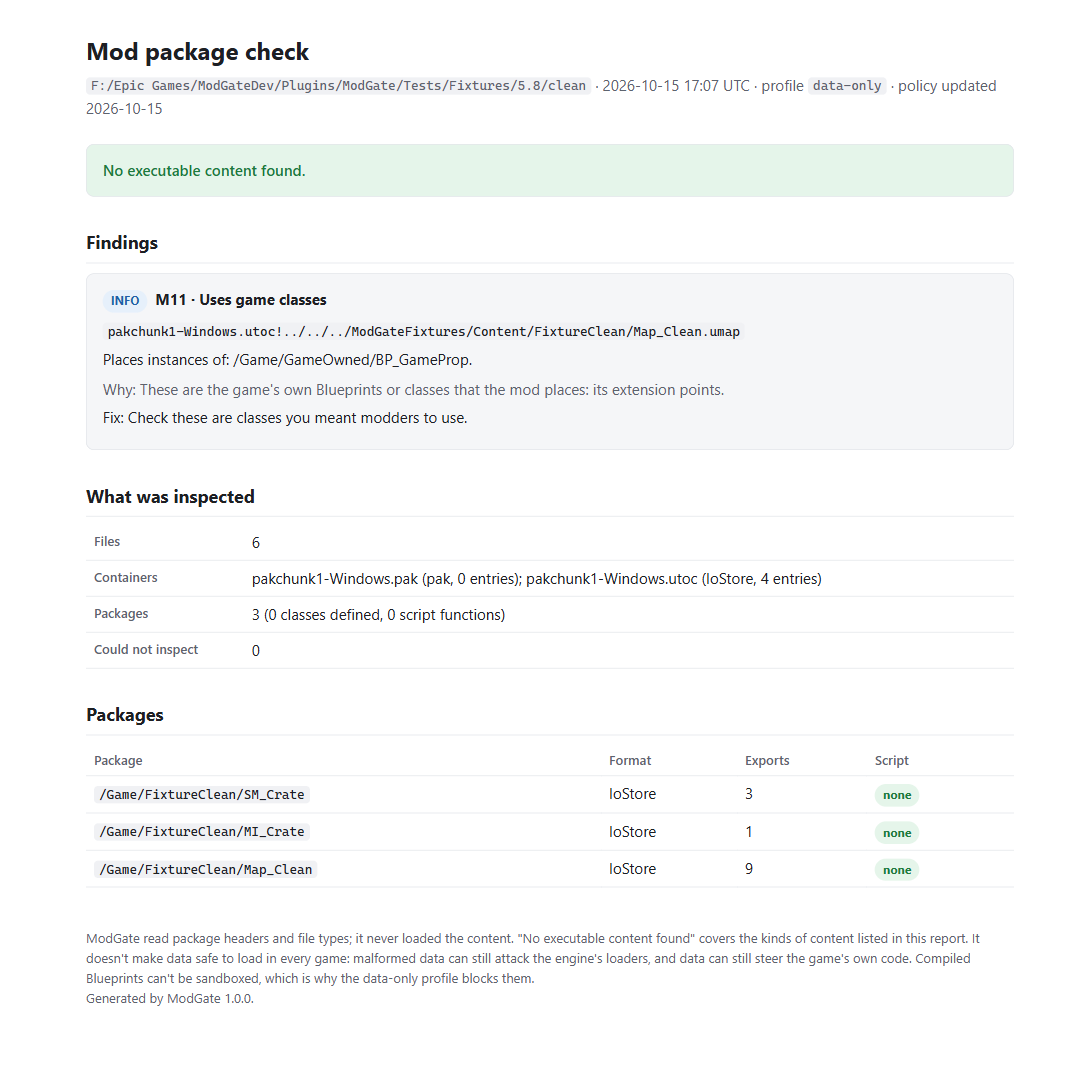 Mod package check
F:/Epic Games/ModGateDev/Plugins/ModGate/Tests/Fixtures/5.8/clean · 2026-10-15 17:07 UTC · profile data-only · policy updated
2026-10-15
No executable content found.
Findings
INFO M11 · Uses game classes
pakchunk1-Windows.utoc!../../../ModGateFixtures/Content/FixtureClean/Map_Clean.umap
Places instances of: /Game/GameOwned/BP_GameProp.
Why: These are the game's own Blueprints or classes that the mod places: its extension points.
Fix: Check these are classes you meant modders to use.
What was inspected
Files 6
Containers pakchunk1-Windows.pak (pak, 0 entries); pakchunk1-Windows.utoc (IoStore, 4 entries)
Packages 3 (0 classes defined, 0 script functions)
Could not inspect 0
Packages
Package Format Exports Script
/Game/FixtureClean/SM_Crate IoStore 3 none
/Game/FixtureClean/MI_Crate IoStore 1 none
/Game/FixtureClean/Map_Clean IoStore 9 none
ModGate read package headers and file types; it never loaded the content. "No executable content found" covers the kinds of content listed in this report. It
doesn't make data safe to load in every game: malformed data can still attack the engine's loaders, and data can still steer the game's own code. Compiled
Blueprints can't be sandboxed, which is why the data-only profile blocks them.
Generated by ModGate 1.0.0.